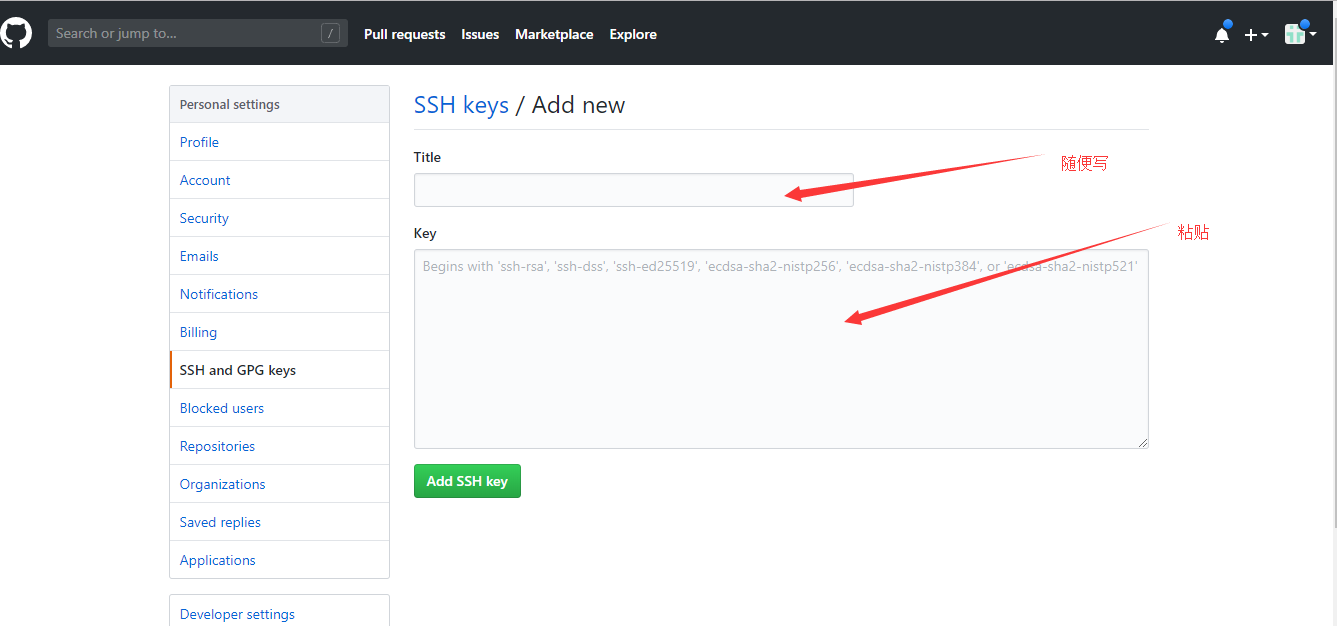 Search or jump to... /
Pull requests Issues Marketplace Explore
Personal settings
Profile
Account
Security
Emails
Notifications
Billing
SSH and GPG keys
Blocked users
Repositories
Organizations
Saved replies
Applications
Developer settings
SSH keys / Add new
Title
随便写
Key
粘贴
Begins with 'ssh-rsa', 'ssh-dss', 'ssh-ed25519', 'ecdsa-sha2-nistp256', 'ecdsa-sha2-nistp384', or 'ecdsa-sha2-nistp521'
Add SSH key